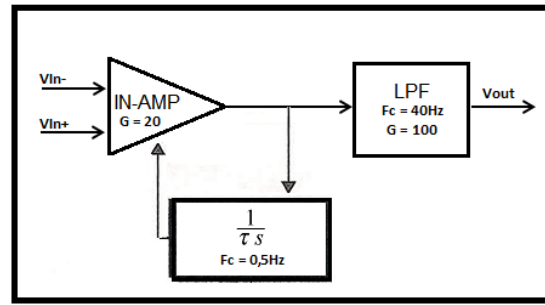 VIn-
VIn+
IN-AMP
G = 20
LPF
Fc = 40Hz
G = 100
Vout
1
τ s
Fc = 0,5Hz